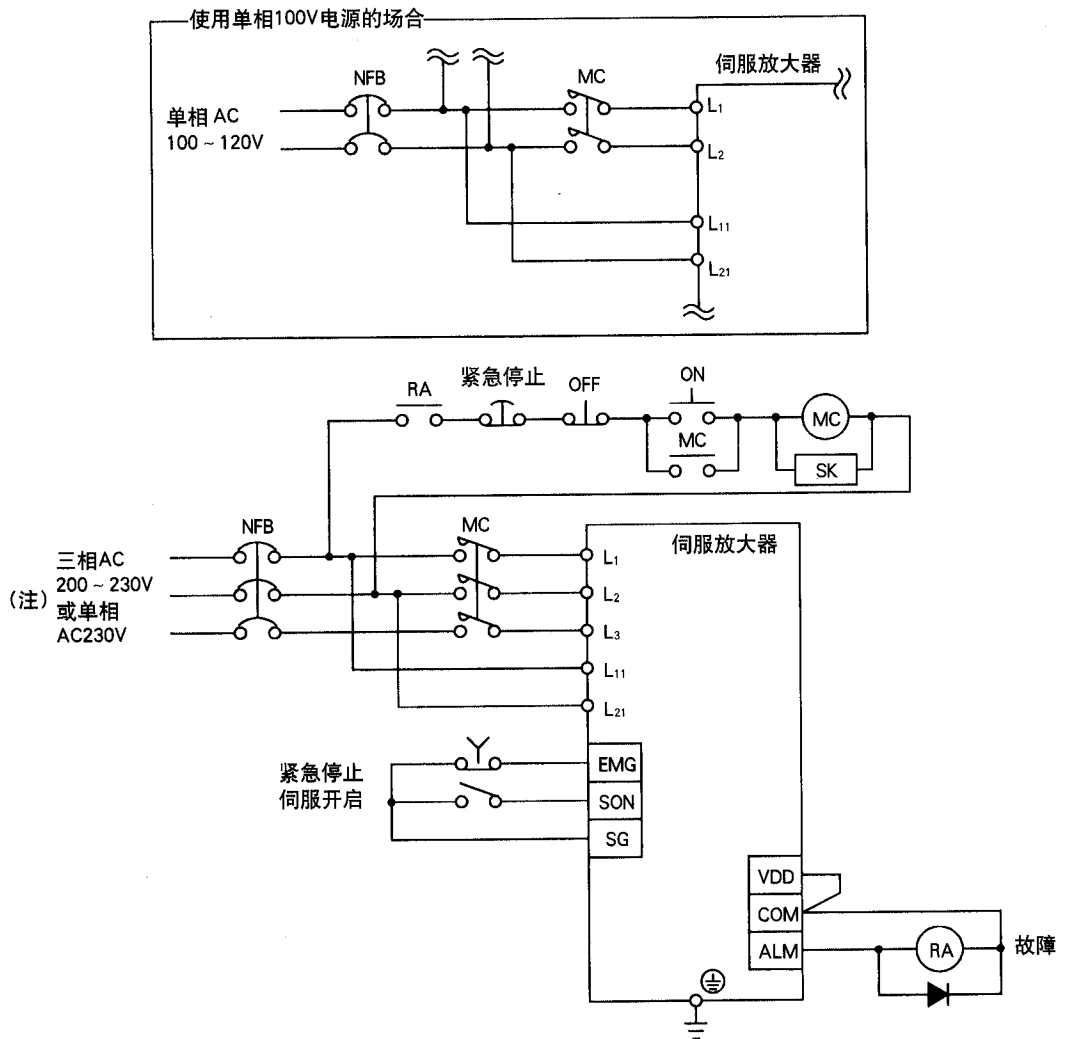 使用单相100V电源的场合
NFB
MC
伺服放大器
单相 AC
100 ~ 120V
L1
L2
L11
L21
RA
紧急停止
OFF
ON
MC
MC
SK
NFB
MC
伺服放大器
三相AC
200 ~ 230V
(注)
或单相
AC230V
L1
L2
L3
L11
L21
紧急停止
伺服开启
EMG
SON
SG
VDD
COM
ALM
RA
故障